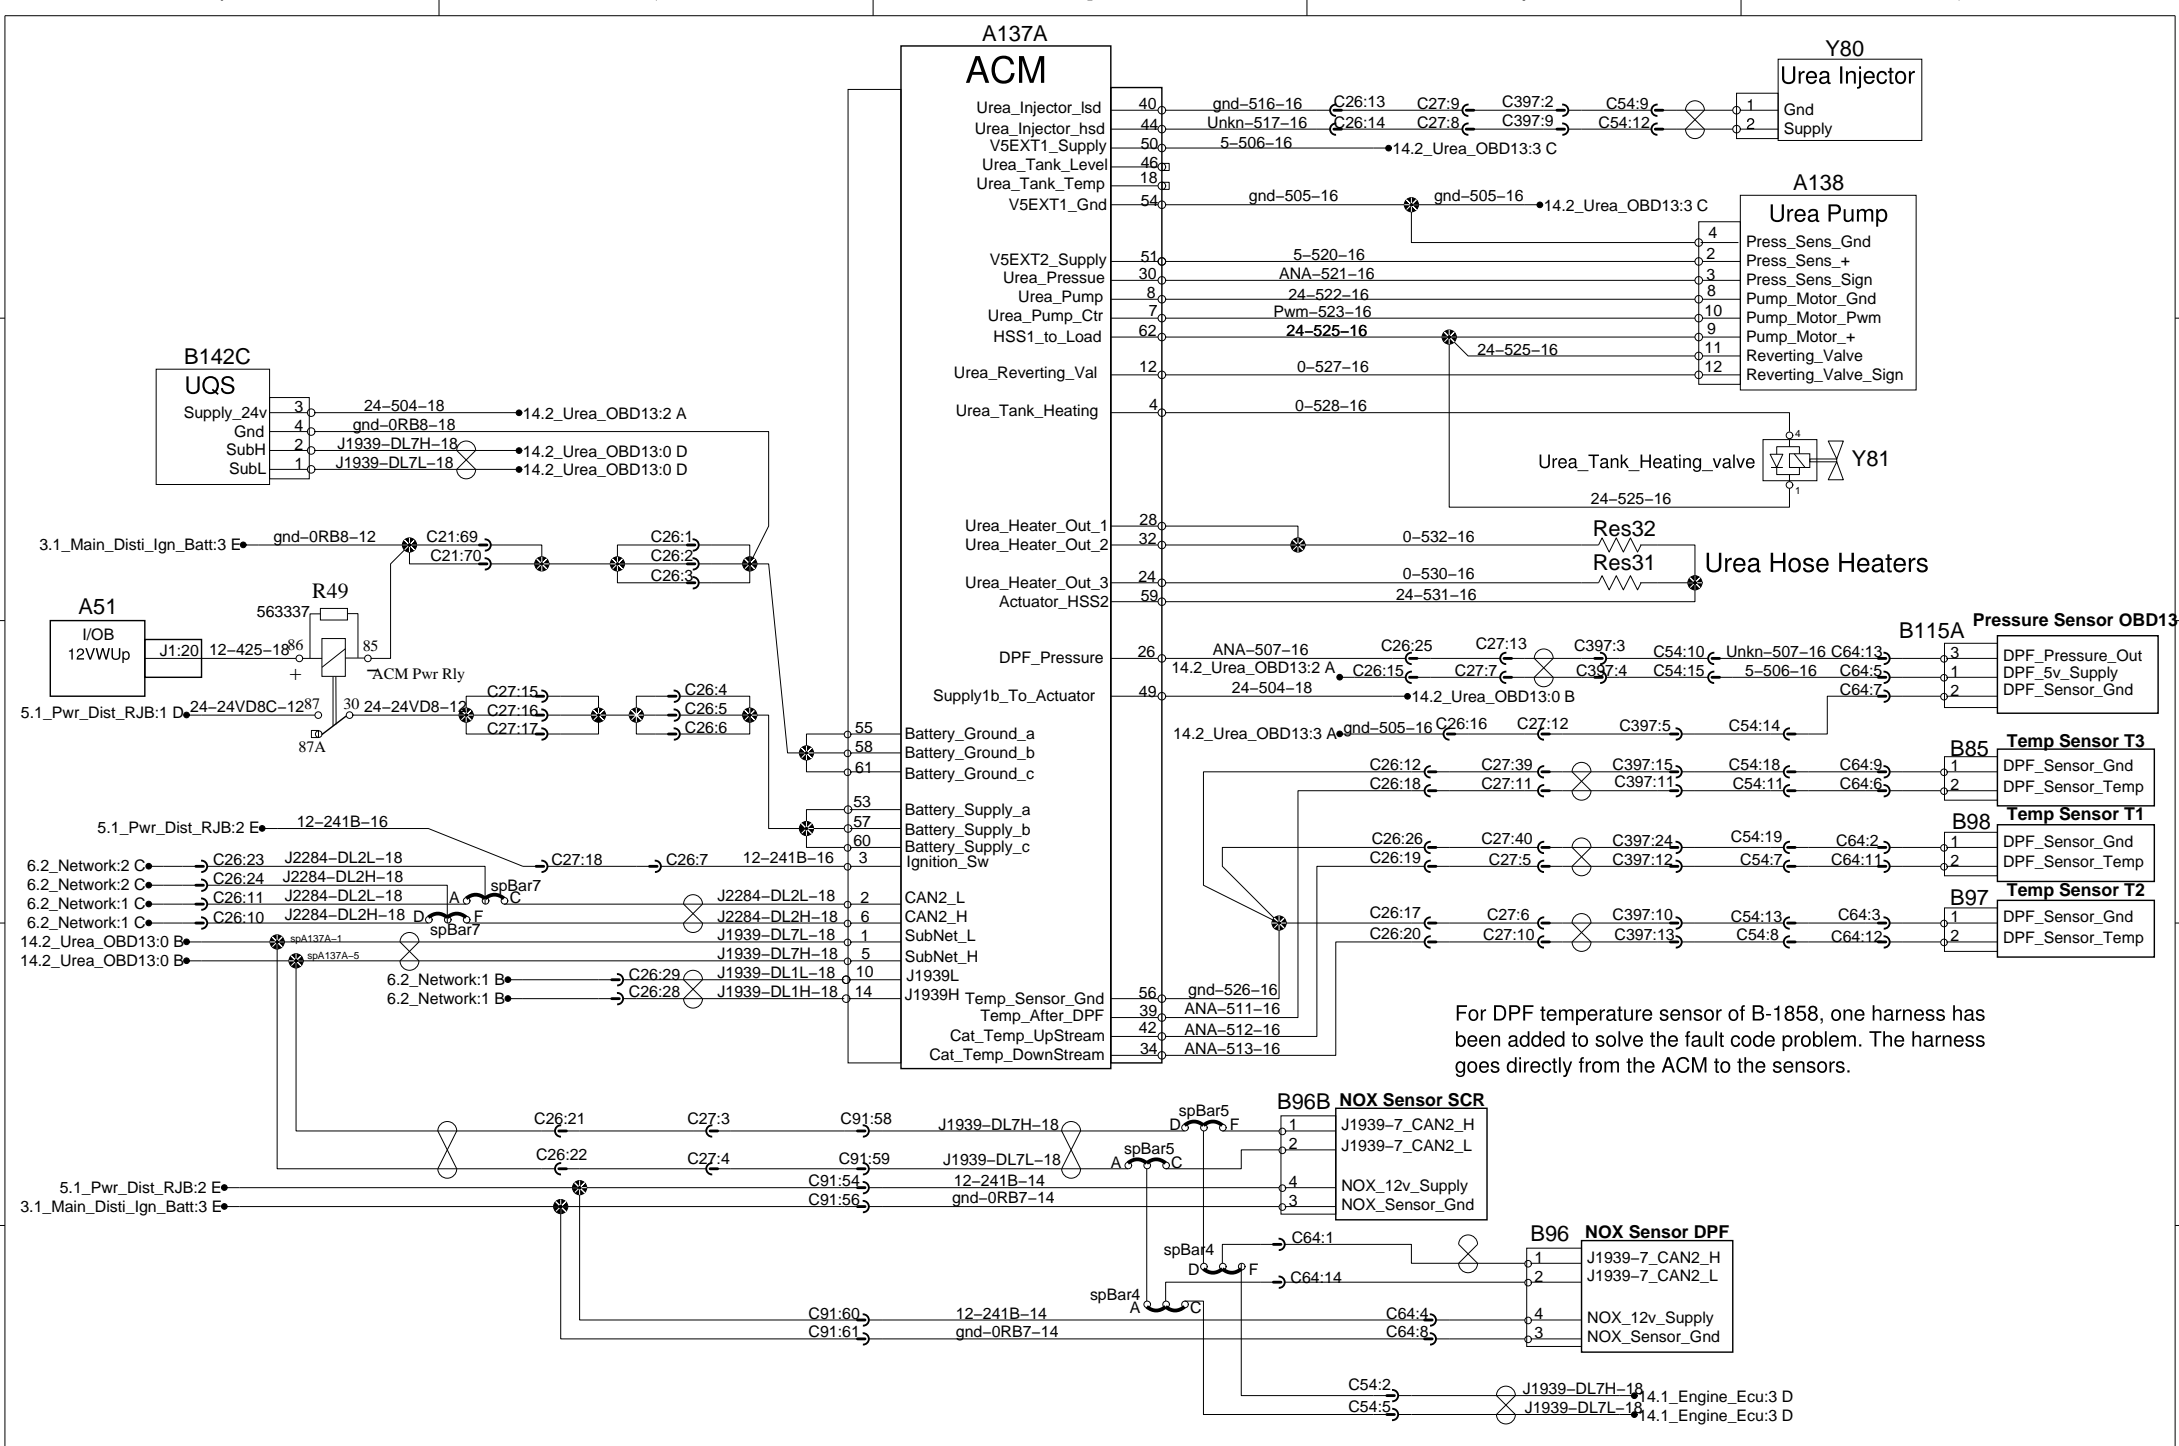 A137A
ACM
Urea_Injector_lsd 40 gnd-516-16 C26:13 C27:9 C397:2 C54:9
Urea_Injector_hsd 44 Unkn-517-16 C26:14 C27:8 C397:9 C54:12
Y80
Urea Injector
1 Gnd
2 Supply
V5EXT1_Supply 50 5-506-16 14.2_Urea_OBD13:3 C
Urea_Tank_Level 46
Urea_Tank_Temp 18
V5EXT1_Gnd 54 gnd-505-16 gnd-505-16 14.2_Urea_OBD13:3 C
A138
Urea Pump
4 Press_Sens_Gnd
V5EXT2_Supply 51 5-520-16 2 Press_Sens_+
Urea_Pressue 30 ANA-521-16 3 Press_Sens_Sign
Urea_Pump 8 24-522-16 8 Pump_Motor_Gnd
Urea_Pump_Ctr 7 Pwm-523-16 10 Pump_Motor_Pwm
HSS1_to_Load 62 24-525-16 9 Pump_Motor_+
24-525-16 11 Reverting_Valve
Urea_Reverting_Val 12 0-527-16 12 Reverting_Valve_Sign
Urea_Tank_Heating 4 0-528-16
4
Urea_Tank_Heating_valve Y81
1
24-525-16
B142C
UQS
Supply_24v 3 24-504-18 14.2_Urea_OBD13:2 A
Gnd 4 gnd-0RB8-18
SubH 2 J1939-DL7H-18 14.2_Urea_OBD13:0 D
SubL 1 J1939-DL7L-18 14.2_Urea_OBD13:0 D
3.1_Main_Disti_Ign_Batt:3 E gnd-0RB8-12 C21:69 C26:1
C21:70 C26:2
C26:3
Urea_Heater_Out_1 28
Urea_Heater_Out_2 32 0-532-16 Res32
Urea_Heater_Out_3 24 0-530-16 Res31
Actuator_HSS2 59 24-531-16
Urea Hose Heaters
A51
I/OB
12VWUp
J1:20 12-425-18 86 85
R49
563337
+ - ACM Pwr Rly
5.1_Pwr_Dist_RJB:1 D 24-24VD8C-12 87 30 24-24VD8-12
87A
C27:15 C26:4
C27:16 C26:5
C27:17 C26:6
DPF_Pressure 26 ANA-507-16 C26:25 C27:13 C397:3 C54:10 Unkn-507-16 C64:13
14.2_Urea_OBD13:2 A C26:15 C27:7 C397:4 C54:15 5-506-16 C64:5
C64:7
Supply1b_To_Actuator 49 24-504-18 14.2_Urea_OBD13:0 B
14.2_Urea_OBD13:3 A gnd-505-16 C26:16 C27:12 C397:5 C54:14
Pressure Sensor OBD13
B115A
3 DPF_Pressure_Out
1 DPF_5v_Supply
2 DPF_Sensor_Gnd
55 Battery_Ground_a
58 Battery_Ground_b
61 Battery_Ground_c
53 Battery_Supply_a
57 Battery_Supply_b
60 Battery_Supply_c
B85 Temp Sensor T3
C26:12 C27:39 C397:15 C54:18 C64:9 1 DPF_Sensor_Gnd
C26:18 C27:11 C397:11 C54:11 C64:6 2 DPF_Sensor_Temp
B98 Temp Sensor T1
C26:26 C27:40 C397:24 C54:19 C64:2 1 DPF_Sensor_Gnd
C26:19 C27:5 C397:12 C54:7 C64:11 2 DPF_Sensor_Temp
B97 Temp Sensor T2
C26:17 C27:6 C397:10 C54:13 C64:3 1 DPF_Sensor_Gnd
C26:20 C27:10 C397:13 C54:8 C64:12 2 DPF_Sensor_Temp
5.1_Pwr_Dist_RJB:2 E 12-241B-16 C27:18 C26:7 12-241B-16 3 Ignition_Sw
6.2_Network:2 C C26:23 J2284-DL2L-18
6.2_Network:2 C C26:24 J2284-DL2H-18
6.2_Network:1 C C26:11 J2284-DL2L-18 A spBar7 C J2284-DL2L-18 2 CAN2_L
6.2_Network:1 C C26:10 J2284-DL2H-18 D F spBar7 J2284-DL2H-18 6 CAN2_H
14.2_Urea_OBD13:0 B spA137A-1 J1939-DL7L-18 1 SubNet_L
14.2_Urea_OBD13:0 B spA137A-5 J1939-DL7H-18 5 SubNet_H
6.2_Network:1 B C26:29 J1939-DL1L-18 10 J1939L
6.2_Network:1 B C26:28 J1939-DL1H-18 14 J1939H
Temp_Sensor_Gnd 56 gnd-526-16
Temp_After_DPF 39 ANA-511-16
Cat_Temp_UpStream 42 ANA-512-16
Cat_Temp_DownStream 34 ANA-513-16
For DPF temperature sensor of B-1858, one harness has
been added to solve the fault code problem. The harness
goes directly from the ACM to the sensors.
B96B NOX Sensor SCR
C26:21 C27:3 C91:58 J1939-DL7H-18 D spBar5 F 1 J1939-7_CAN2_H
C26:22 C27:4 C91:59 J1939-DL7L-18 A spBar5 C 2 J1939-7_CAN2_L
5.1_Pwr_Dist_RJB:2 E C91:54 12-241B-14 4 NOX_12v_Supply
3.1_Main_Disti_Ign_Batt:3 E C91:56 gnd-0RB7-14 3 NOX_Sensor_Gnd
B96 NOX Sensor DPF
spBar4 D F C64:1 1 J1939-7_CAN2_H
spBar4 A C C64:14 2 J1939-7_CAN2_L
C91:60 12-241B-14 C64:4 4 NOX_12v_Supply
C91:61 gnd-0RB7-14 C64:8 3 NOX_Sensor_Gnd
C54:2 J1939-DL7H-18 14.1_Engine_Ecu:3 D
C54:5 J1939-DL7L-18 14.1_Engine_Ecu:3 D